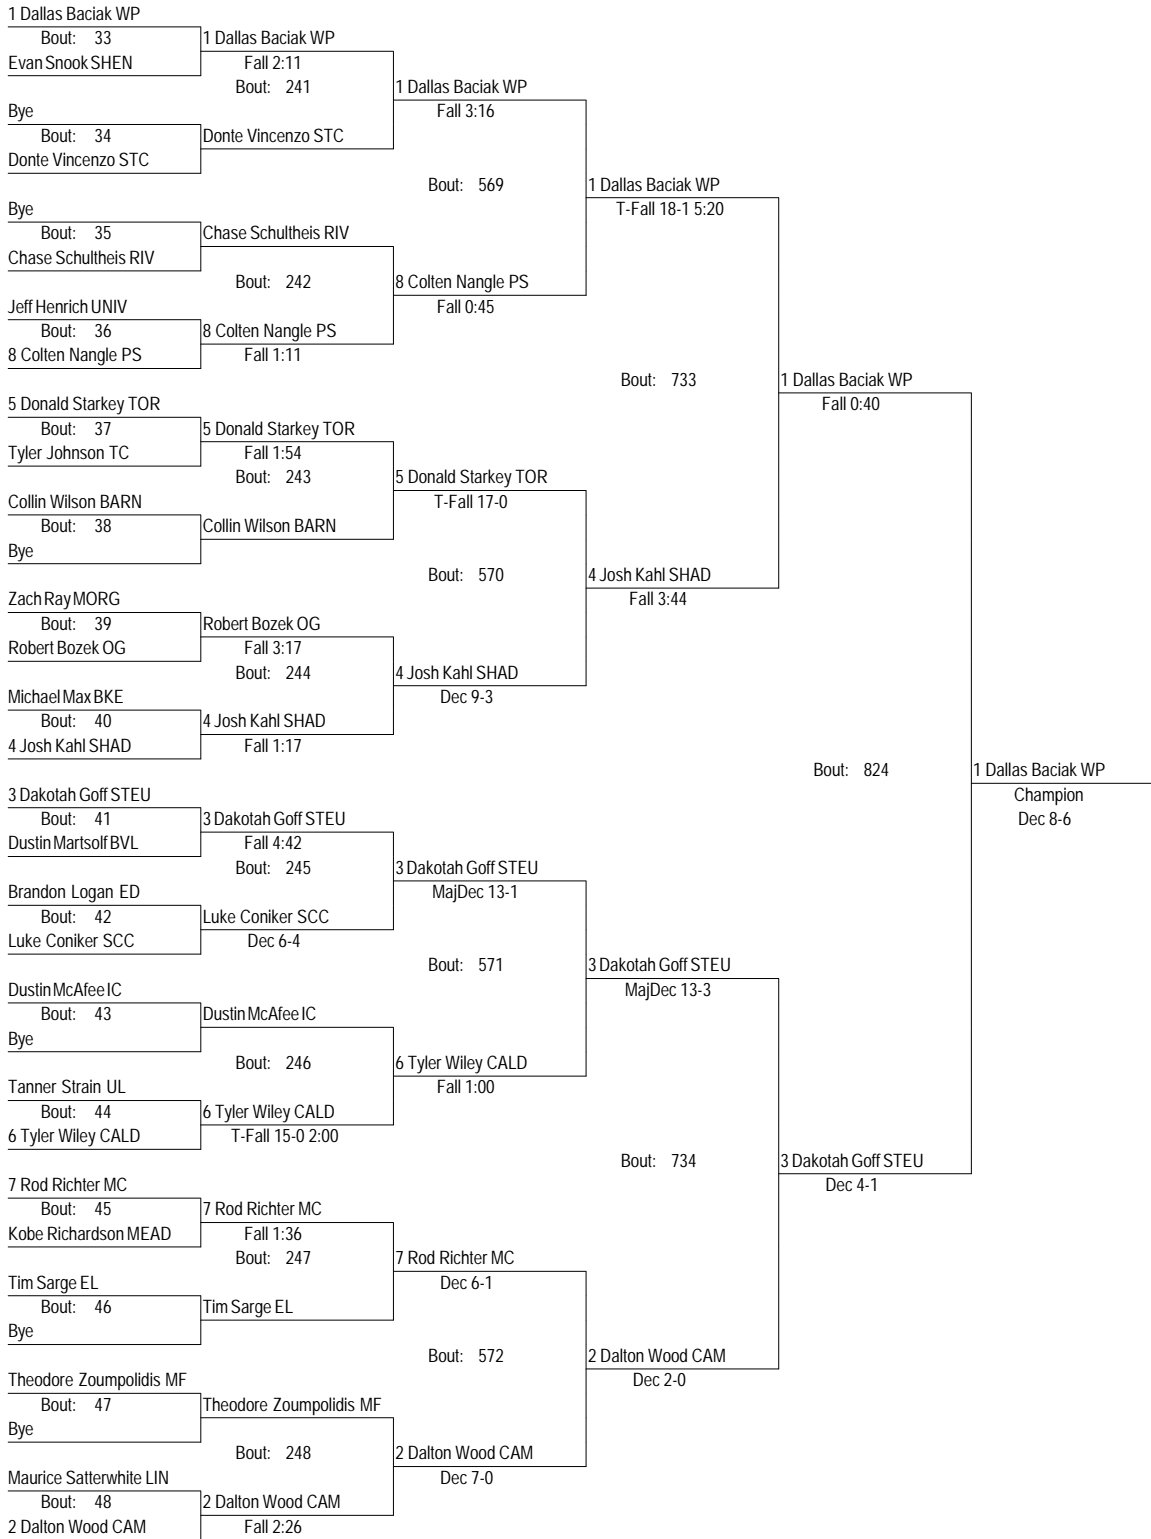 1 Dallas Baciak WP
Bout: 33
Evan Snook SHEN
Bye
Bout: 34
Donte Vincenzo STC
Bye
Bout: 35
Chase Schultheis RIV
Jeff Henrich UNIV
Bout: 36
8 Colten Nangle PS
5 Donald Starkey TOR
Bout: 37
Tyler Johnson TC
Collin Wilson BARN
Bout: 38
Bye
Zach Ray MORG
Bout: 39
Robert Bozek OG
Michael Max BKE
Bout: 40
4 Josh Kahl SHAD
3 Dakotah Goff STEU
Bout: 41
Dustin Martsolf BVL
Brandon Logan ED
Bout: 42
Luke Coniker SCC
Dustin McAfee IC
Bout: 43
Bye
Tanner Strain UL
Bout: 44
6 Tyler Wiley CALD
7 Rod Richter MC
Bout: 45
Kobe Richardson MEAD
Tim Sarge EL
Bout: 46
Bye
Theodore Zoumpolidis MF
Bout: 47
Bye
Maurice Satterwhite LIN
Bout: 48
2 Dalton Wood CAM
1 Dallas Baciak WP
Fall 2:11
Bout: 241
Donte Vincenzo STC
Chase Schultheis RIV
Bout: 242
8 Colten Nangle PS
Fall 1:11
5 Donald Starkey TOR
Fall 1:54
Bout: 243
Collin Wilson BARN
Robert Bozek OG
Fall 3:17
Bout: 244
4 Josh Kahl SHAD
Fall 1:17
3 Dakotah Goff STEU
Fall 4:42
Bout: 245
Luke Coniker SCC
Dec 6-4
Dustin McAfee IC
Bout: 246
6 Tyler Wiley CALD
T-Fall 15-0 2:00
7 Rod Richter MC
Fall 1:36
Bout: 247
Tim Sarge EL
Theodore Zoumpolidis MF
Bout: 248
2 Dalton Wood CAM
Fall 2:26
1 Dallas Baciak WP
Fall 3:16
Bout: 569
8 Colten Nangle PS
Fall 0:45
5 Donald Starkey TOR
T-Fall 17-0
Bout: 570
4 Josh Kahl SHAD
Dec 9-3
3 Dakotah Goff STEU
MajDec 13-1
Bout: 571
6 Tyler Wiley CALD
Fall 1:00
7 Rod Richter MC
Dec 6-1
Bout: 572
2 Dalton Wood CAM
Dec 7-0
1 Dallas Baciak WP
T-Fall 18-1 5:20
Bout: 733
4 Josh Kahl SHAD
Fall 3:44
3 Dakotah Goff STEU
MajDec 13-3
Bout: 734
2 Dalton Wood CAM
Dec 2-0
1 Dallas Baciak WP
Fall 0:40
Bout: 824
3 Dakotah Goff STEU
Dec 4-1
1 Dallas Baciak WP
Champion
Dec 8-6